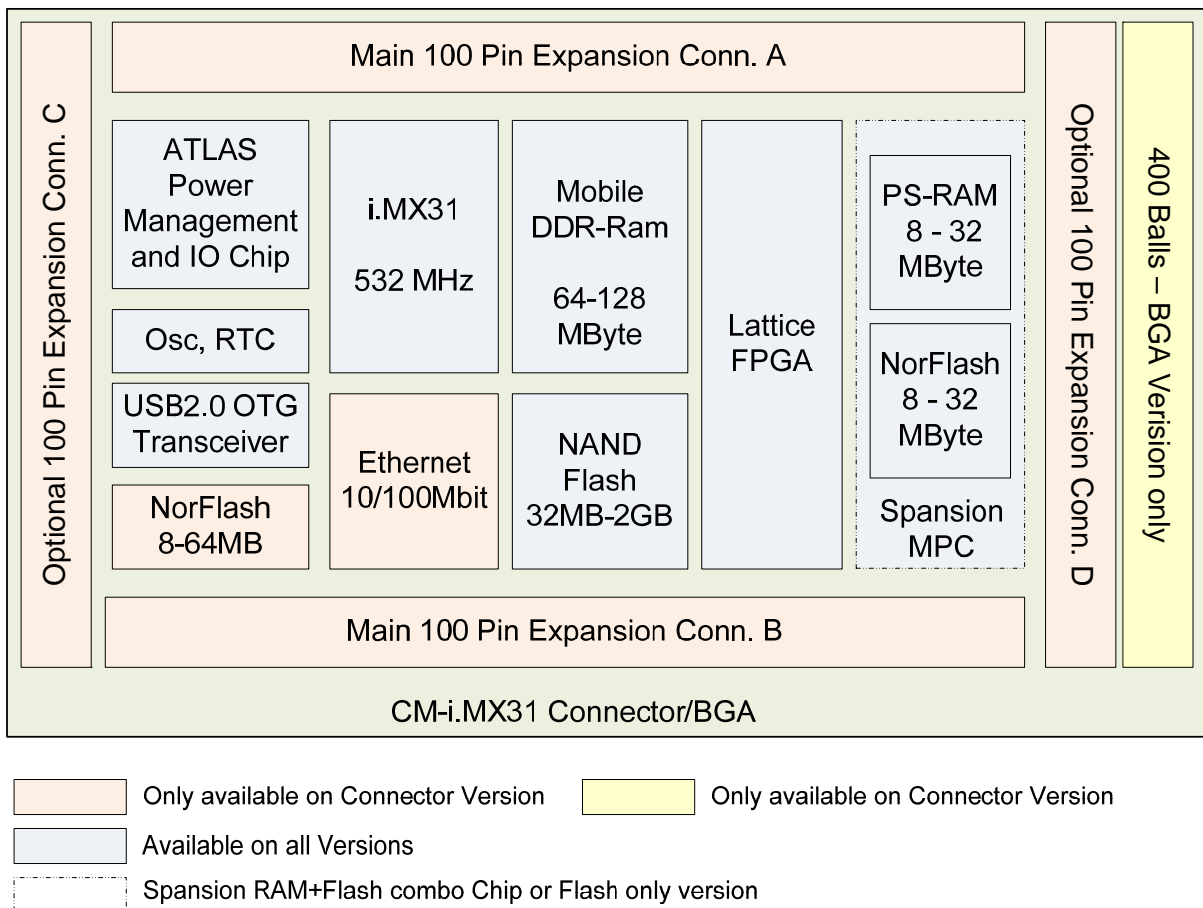 Main 100 Pin Expansion Conn. A
Optional 100 Pin Expansion Conn. C
ATLAS
Power
Management
and IO Chip
Osc, RTC
USB2.0 OTG
Transceiver
NorFlash
8-64MB
i.MX31
532 MHz
Ethernet
10/100Mbit
Mobile
DDR-Ram
64-128
MByte
NAND
Flash
32MB-2GB
Lattice
FPGA
PS-RAM
8 - 32
MByte
NorFlash
8 - 32
MByte
Spansion
MPC
Optional 100 Pin Expansion Conn. D
400 Balls – BGA Verision only
Main 100 Pin Expansion Conn. B
CM-i.MX31 Connector/BGA
Only available on Connector Version
Only available on Connector Version
Available on all Versions
Spansion RAM+Flash combo Chip or Flash only version